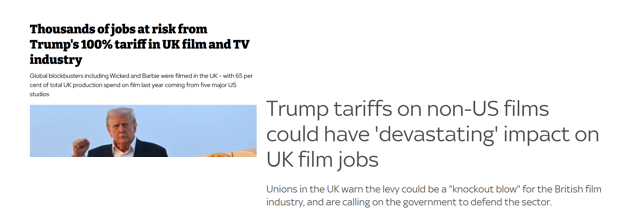 Thousands of jobs at risk from
Trump's 100% tariff in UK film and TV
industry
Global blockbusters including Wicked and Barbie were filmed in the UK – with 65 per
cent of total UK production spend on film last year coming from five major US
studios
Trump tariffs on non-US films
could have 'devastating' impact on
UK film jobs
Unions in the UK warn the levy could be a "knockout blow" for the British film
industry, and are calling on the government to defend the sector.